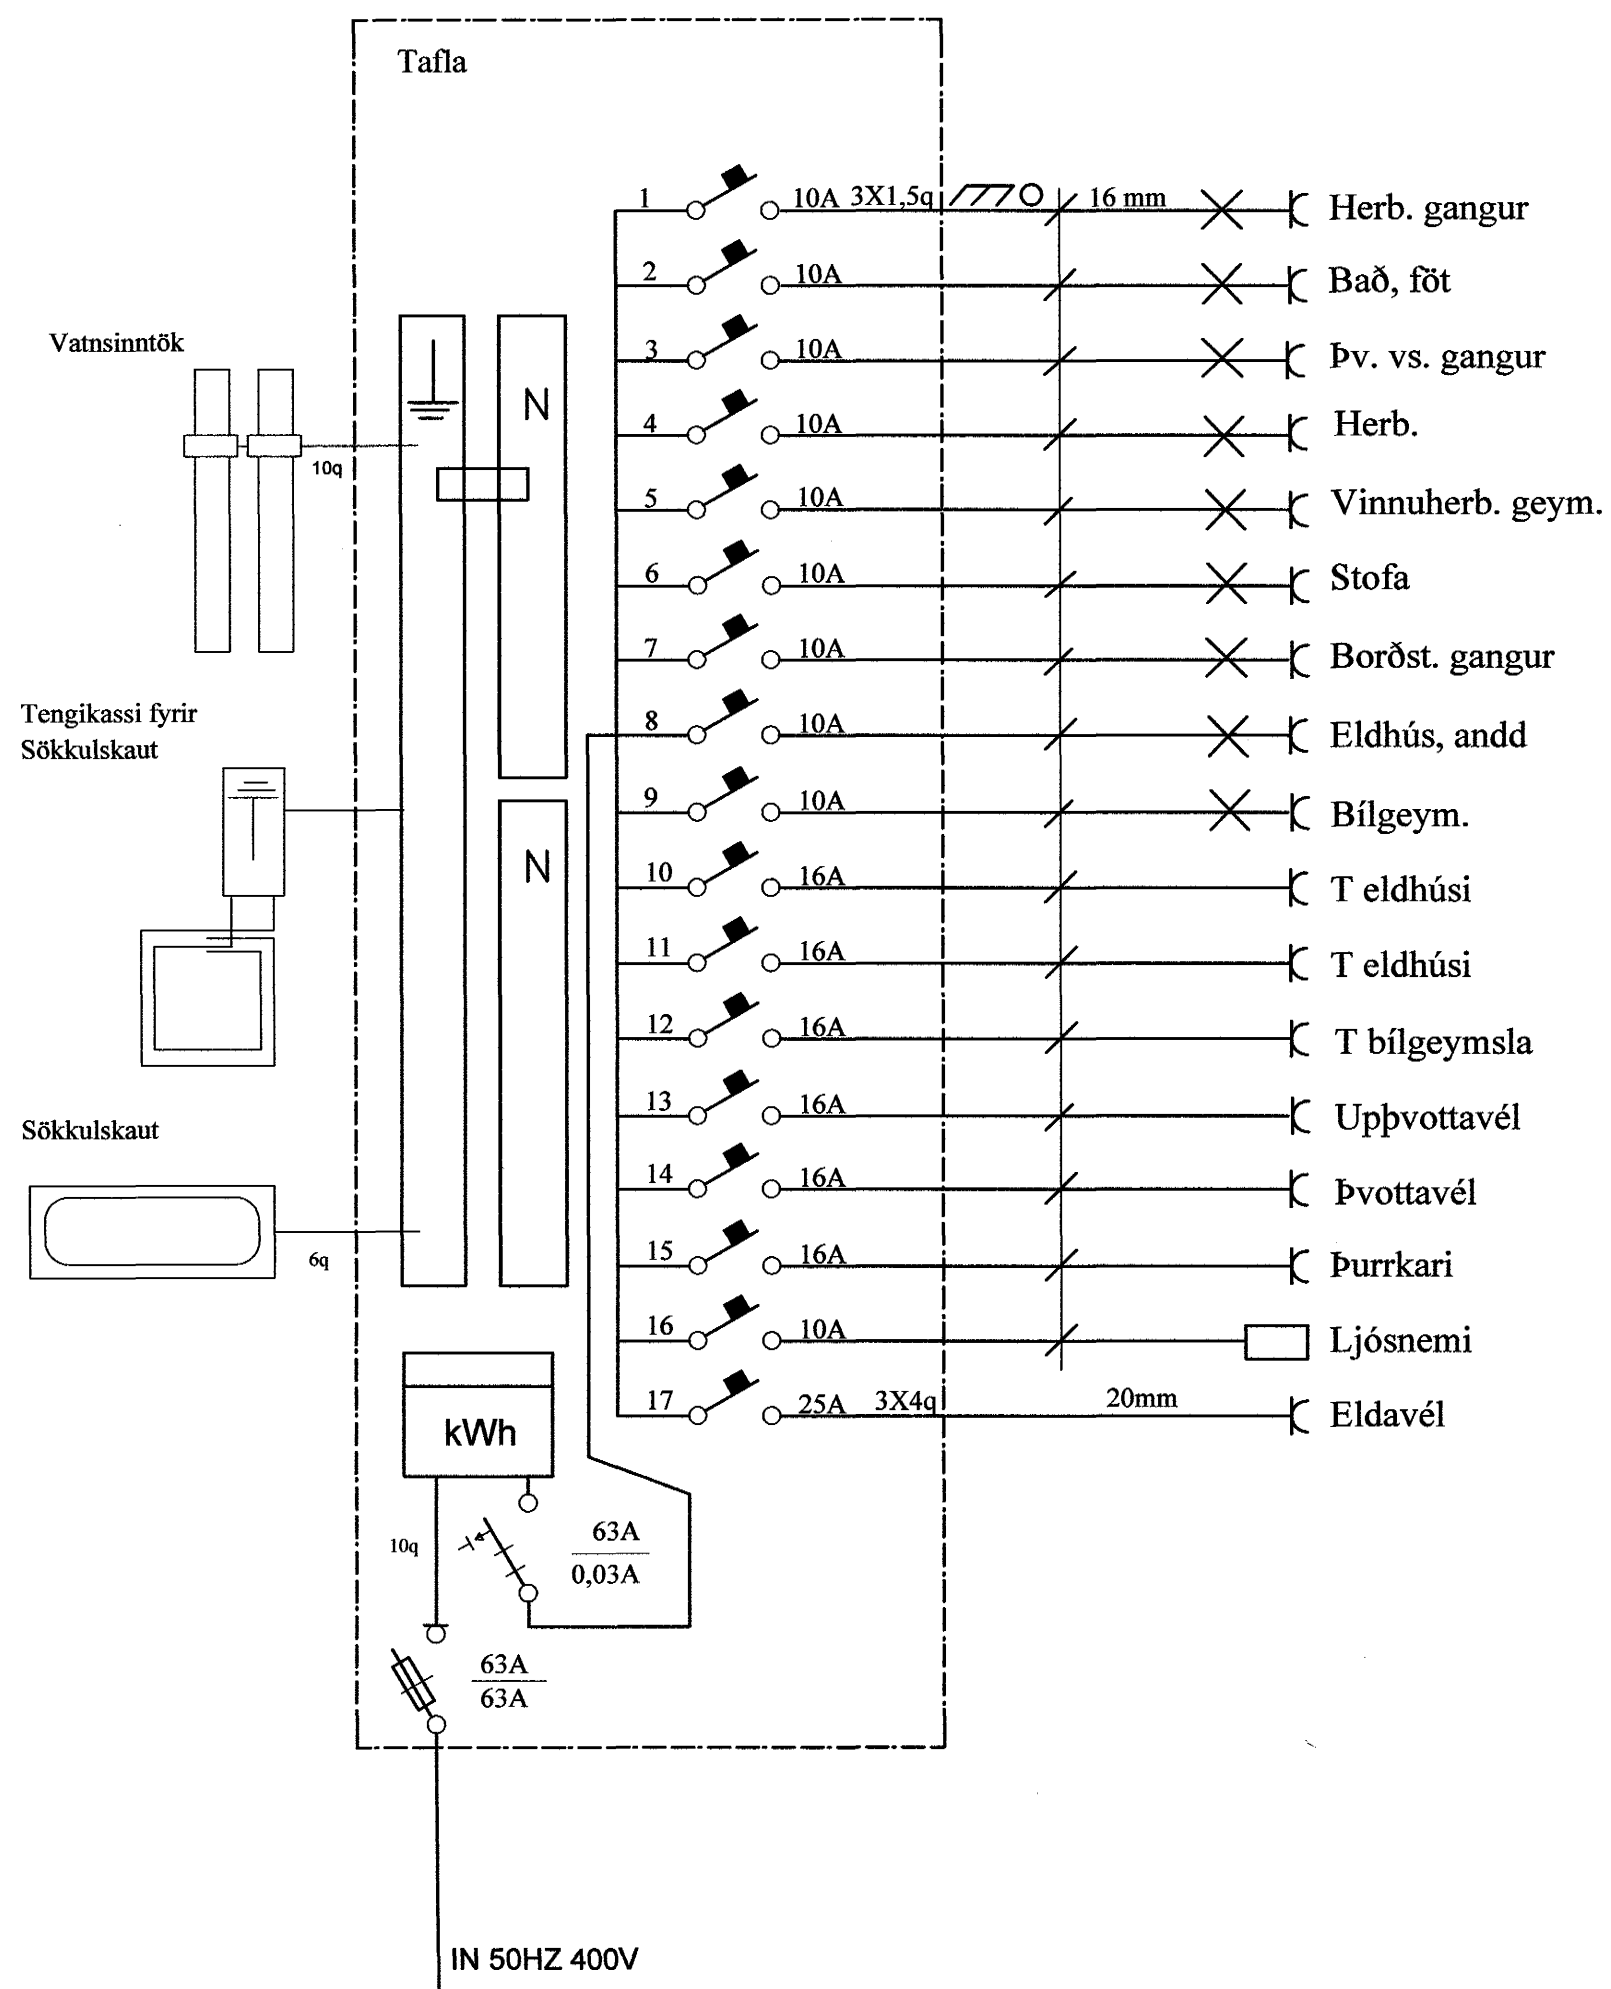 Tafla
1 10A 3X1,5q 16 mm Herb. gangur
2 10A Bað, föt
3 10A Þv. vs. gangur
4 10A Herb.
5 10A Vinnuherb. geym.
6 10A Stofa
7 10A Borðst. gangur
8 10A Eldhús, andd
9 10A Bílgeym.
10 16A T eldhúsi
11 16A T eldhúsi
12 16A T bílgeymsla
13 16A Upþvottavél
14 16A Þvottavél
15 16A Þurrkari
16 10A Ljósnemi
17 25A 3X4q 20mm Eldavél
Vatnsinntök
10q
N
Tengikassi fyrir
Sökkulskaut
N
Sökkulskaut
6q
kWh
10q
63A
0,03A
63A
63A
IN 50HZ 400V